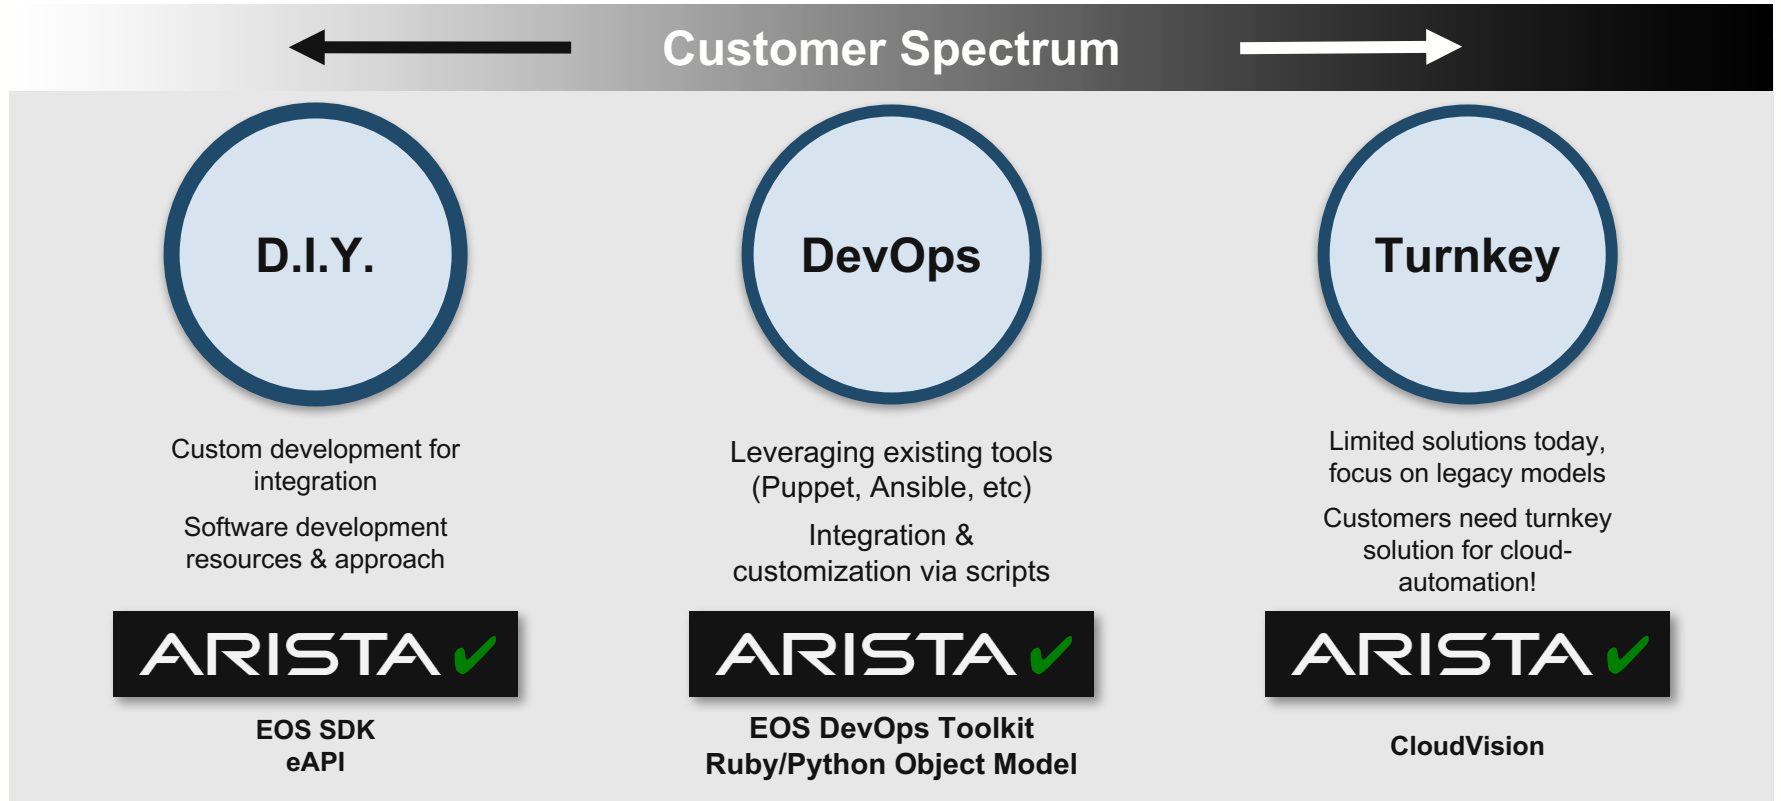 Customer Spectrum
D.I.Y.
Custom development for
integration
Software development
resources & approach
ARISTA ✔
EOS SDK
eAPI
DevOps
Leveraging existing tools
(Puppet, Ansible, etc)
Integration &
customization via scripts
ARISTA ✔
EOS DevOps Toolkit
Ruby/Python Object Model
Turnkey
Limited solutions today,
focus on legacy models
Customers need turnkey
solution for cloud-
automation!
ARISTA ✔
CloudVision